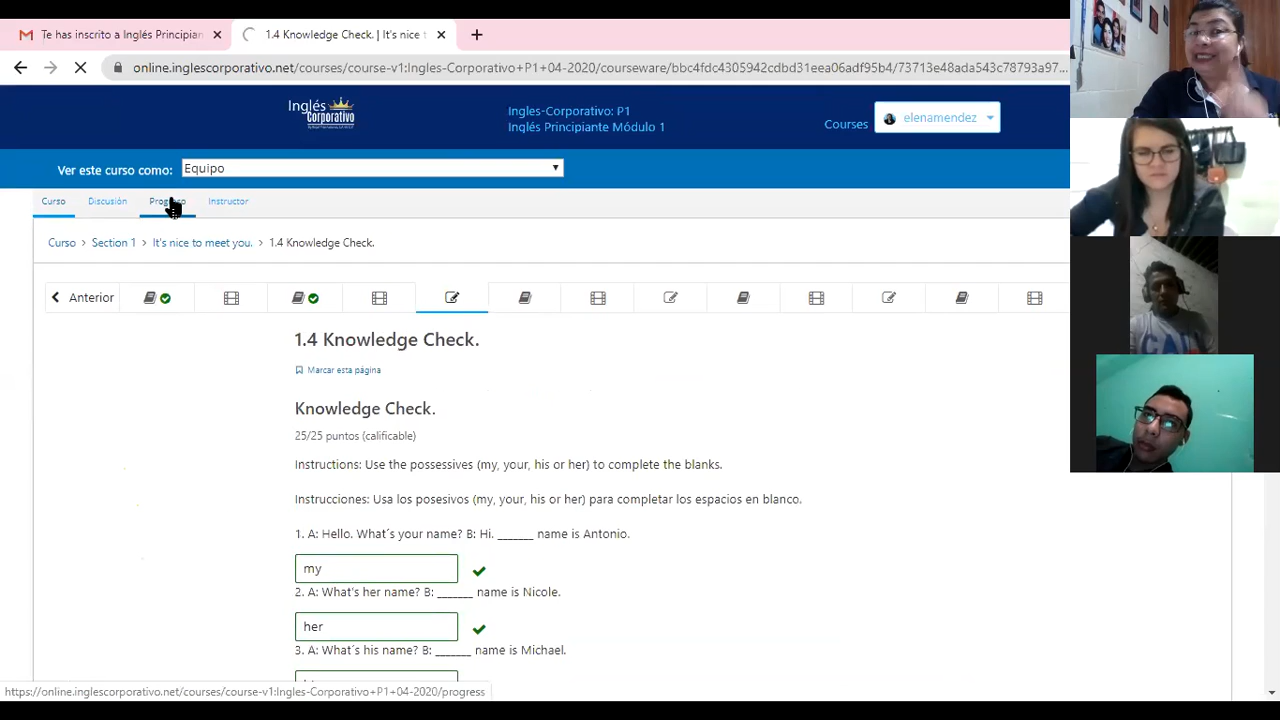 Te has inscrito a Inglés Principian
1.4 Knowledge Check. | It's nice t
online.inglescorporativo.net/courses/course-v1:Ingles-Corporativo+P1+04-2020/courseware/bbc4fdc4305942cdbd31eea06adf95b4/73713e48ada543c78793a97...
Inglés
Corporativo
Ingles-Corporativo: P1
Inglés Principiante Módulo 1
Courses
elenamendez
Ver este curso como:
Equipo
Curso
Discusión
Instructor
Curso > Section 1 > It's nice to meet you. > 1.4 Knowledge Check.
Anterior
1.4 Knowledge Check.
Marcar esta página
Knowledge Check.
25/25 puntos (calificable)
Instructions: Use the possessives (my, your, his or her) to complete the blanks.
Instrucciones: Usa los posesivos (my, your, his or her) para completar los espacios en blanco.
1. A: Hello. What´s your name? B: Hi. _______ name is Antonio.
my
2. A: What's her name? B: _______ name is Nicole.
her
3. A: What´s his name? B: _______ name is Michael.
https://online.inglescorporativo.net/courses/course-v1:Ingles-Corporativo+P1+04-2020/progress